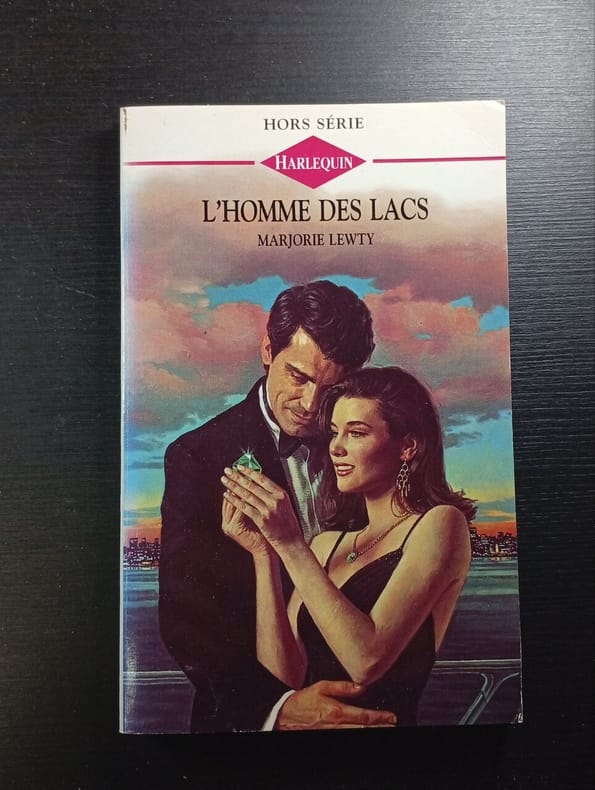 HORS SÉRIE
HARLEQUIN
L'HOMME DES LACS
MARJORIE LEWTY